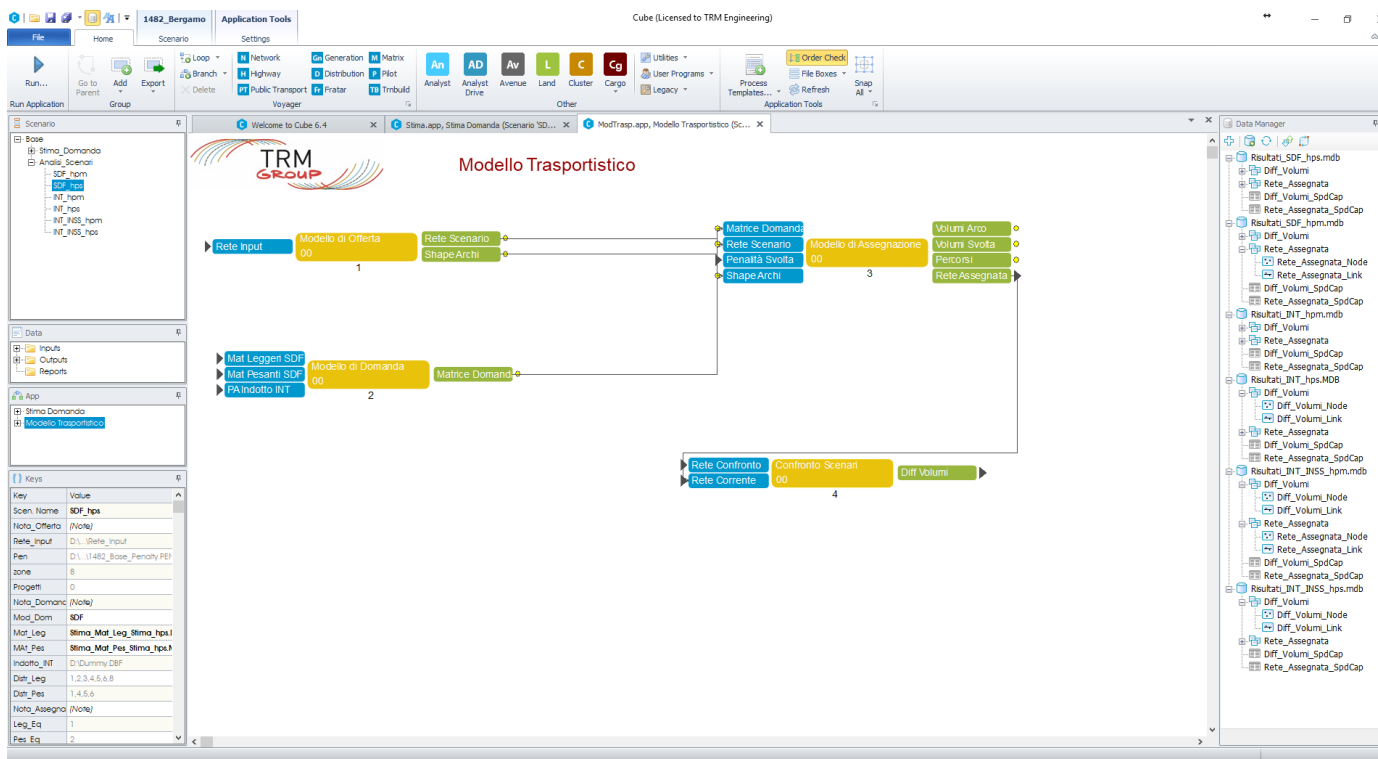 1482_Bergamo
Application Tools
Cube (Licensed to TRM Engineering)
File
Home
Scenario
Settings
Run...
Go to Parent
Add
Export
Loop
Branch
Delete
N Network
H Highway
PT Public Transport
Gn Generation
D Distribution
Fr Fratar
M Matrix
P Pilot
TB Trnbuild
An
AD
Av
L
C
Cg
Analyst
Analyst Drive
Avenue
Land
Cluster
Cargo
Utilities
User Programs
Legacy
Process Templates...
Order Check
File Boxes
Refresh
Snap All
Run Application
Group
Voyager
Other
Application Tools
Scenario
Base
Stima_Domanda
Analisi_Scenari
SDF_hpm
SDF_hps
INT_hpm
INT_hps
INT_INSS_hpm
INT_INSS_hps
Data
Inputs
Outputs
Reports
App
Stima Domanda
Modello Trasportistico
{ } Keys
Key Value
Scen. Name SDF_hps
Nota_Offerta (Note)
Rete_Input D:\...\Rete_Input
Pen D:\...\1482_Base_Penalty.PEN
zone 8
Progetti 0
Nota_Domanc (Note)
Mod_Dom SDF
Mat_Leg Stima_Mat_Leg_Stima_hps.
MAt_Pes Stima_Mat_Pes_Stima_hps.M
Indotto_INT D:\Dummy.DBF
Distr_Leg 1,2,3,4,5,6,8
Distr_Pes 1,4,5,6
Nota_Assegna (Note)
Leg_Eq 1
Pes_Eq 2
Welcome to Cube 6.4
Stima.app, Stima Domanda (Scenario 'SD...
ModTrasp.app, Modello Trasportistico (Sc...
TRM
GROUP
Modello Trasportistico
Rete Input
Modello di Offerta
00
1
Rete Scenario
Shape Archi
Mat Leggeri SDF
Mat Pesanti SDF
PA Indotto INT
Modello di Domanda
00
2
Matrice Domand
Matrice Domanda
Rete Scenario
Penalità Svolta
Shape Archi
Modello di Assegnazione
00
3
Volumi Arco
Volumi Svolta
Percorsi
Rete Assegnata
Rete Confronto
Rete Corrente
Confronto Scenari
00
4
Diff Volumi
Data Manager
Risultati_SDF_hps.mdb
Diff_Volumi
Rete_Assegnata
Diff_Volumi_SpdCap
Rete_Assegnata_SpdCap
Risultati_SDF_hpm.mdb
Diff_Volumi
Rete_Assegnata
Rete_Assegnata_Node
Rete_Assegnata_Link
Diff_Volumi_SpdCap
Rete_Assegnata_SpdCap
Risultati_INT_hpm.mdb
Diff_Volumi
Rete_Assegnata
Diff_Volumi_SpdCap
Rete_Assegnata_SpdCap
Risultati_INT_hps.MDB
Diff_Volumi
Diff_Volumi_Node
Diff_Volumi_Link
Rete_Assegnata
Diff_Volumi_SpdCap
Rete_Assegnata_SpdCap
Risultati_INT_INSS_hpm.mdb
Diff_Volumi
Diff_Volumi_Node
Diff_Volumi_Link
Rete_Assegnata
Rete_Assegnata_Node
Rete_Assegnata_Link
Diff_Volumi_SpdCap
Rete_Assegnata_SpdCap
Risultati_INT_INSS_hps.mdb
Diff_Volumi
Diff_Volumi_Node
Diff_Volumi_Link
Rete_Assegnata
Diff_Volumi_SpdCap
Rete_Assegnata_SpdCap